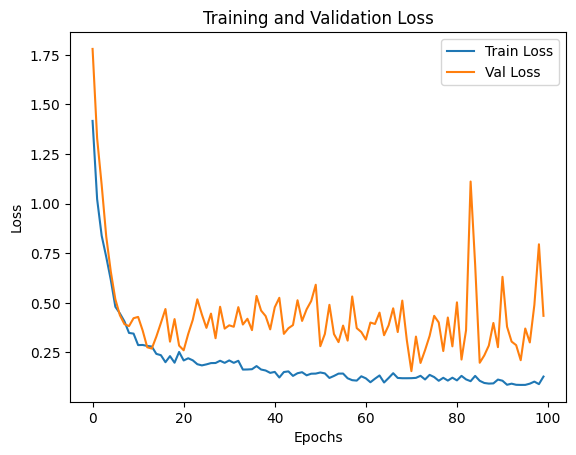 Training and Validation Loss
Train Loss
Val Loss
1.75
1.50
1.25
1.00
0.75
0.50
0.25
Loss
0 20 40 60 80 100
Epochs